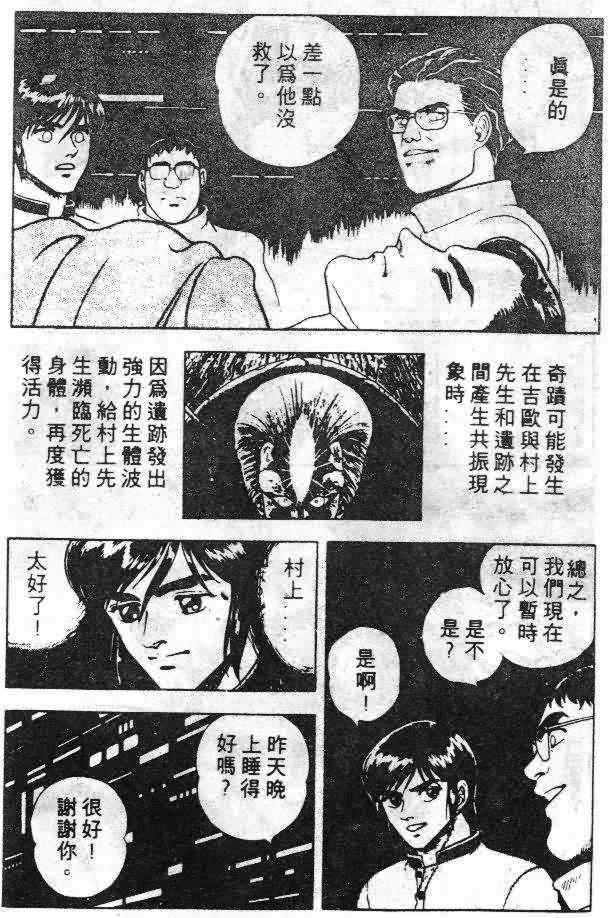 眞是的
‥‥
差一點
以爲他沒
救了。
奇蹟可能發生
在吉歐與村上
先生和遺跡之
間產生共振現
象時‥‥
因爲遺跡發出
強力的生體波
動，給村上先
生瀕臨死亡的
身體，再度獲
得活力。
總之，
我們現在
可以暫時
放心了。
是不
是？
是啊！
村上
‥‥
太好了！
昨天晚
上睡得
好嗎？
很好！
謝謝你。